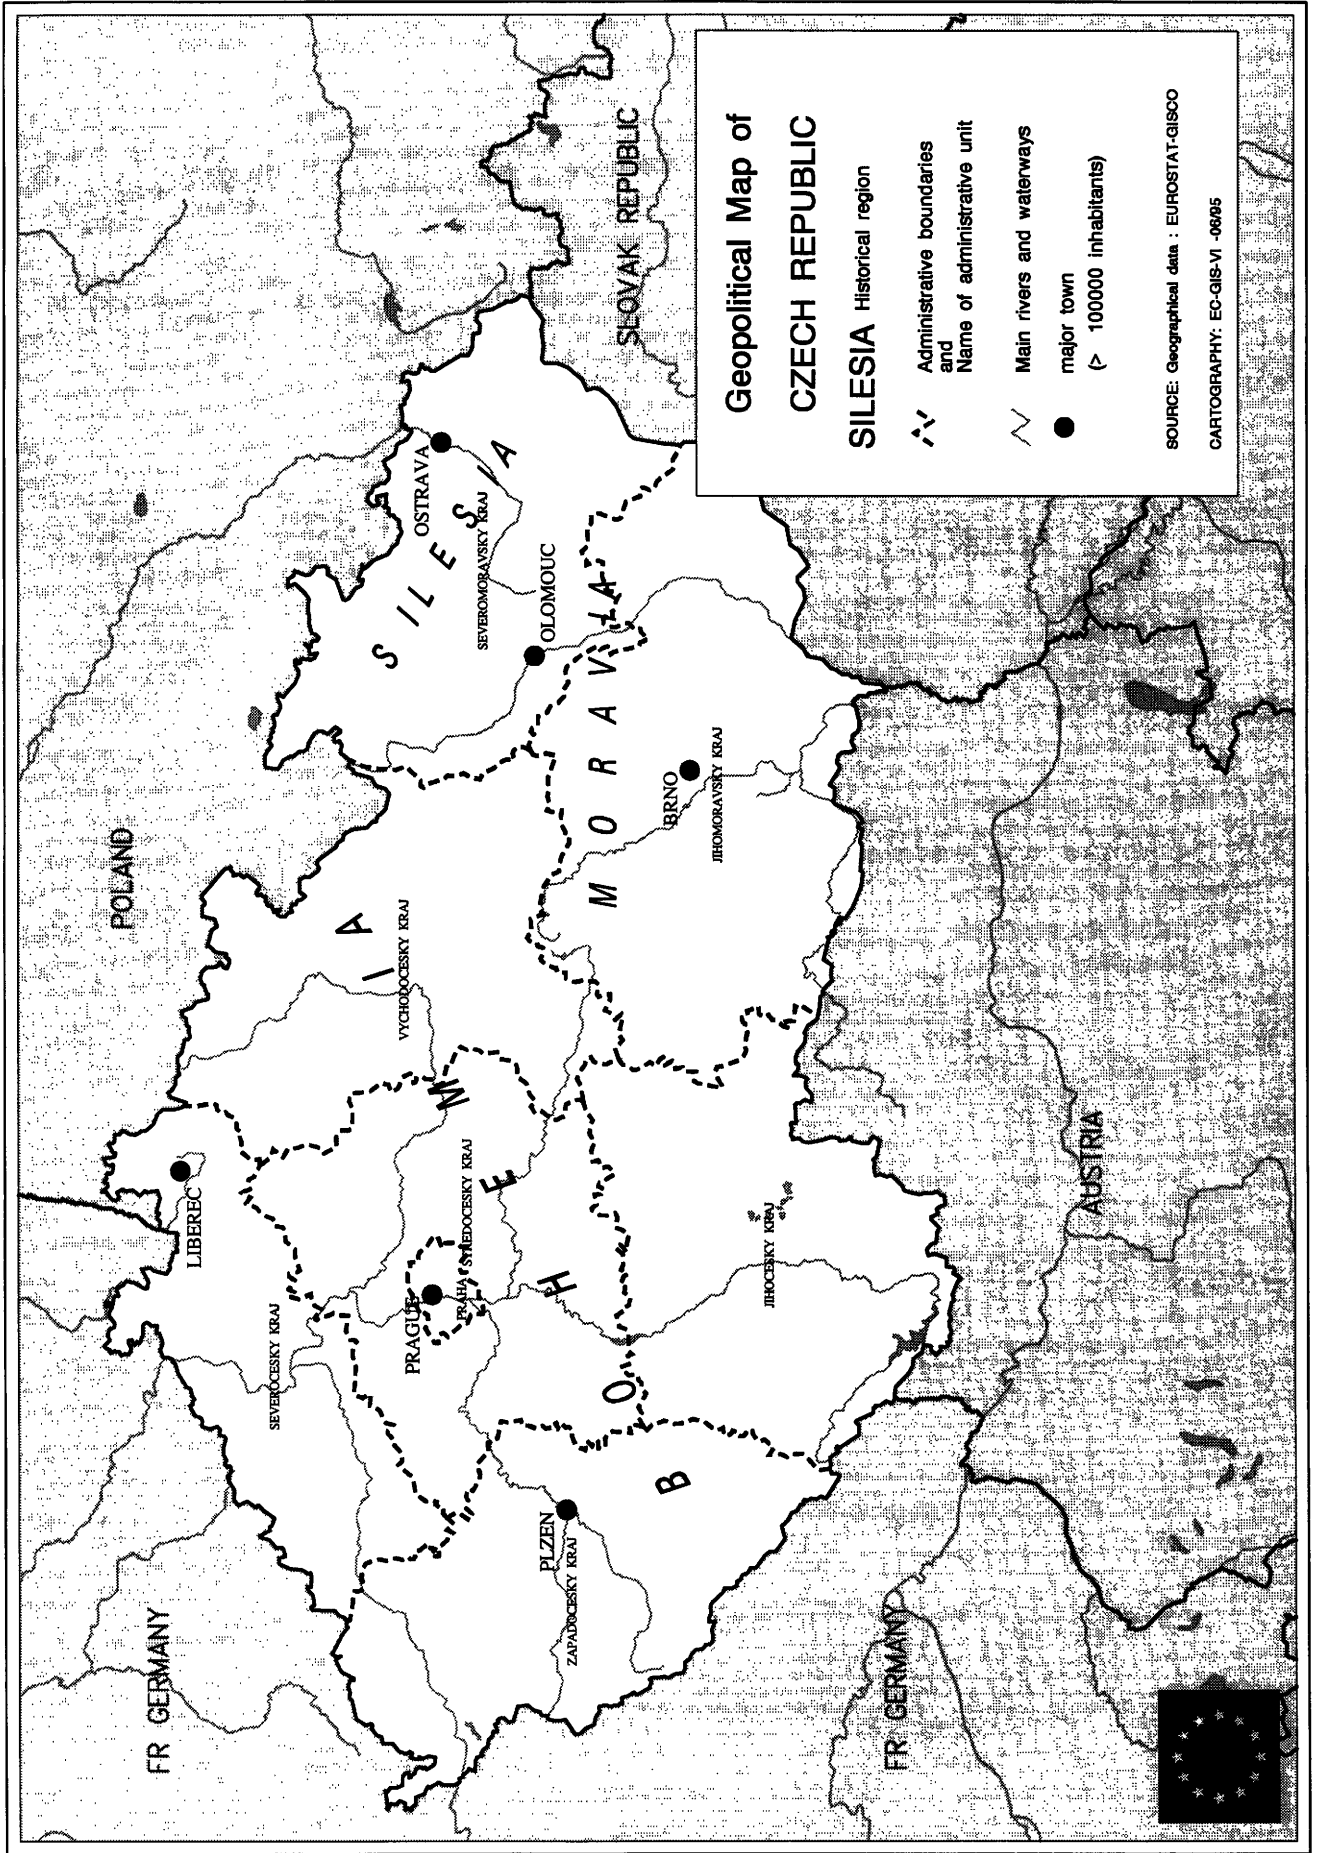 POLAND
FR GERMANY
LIBEREC
SEVEROCESKY KRAJ
BOHEMIA
VYCHODOCESKY KRAJ
PRAGUE
PRAHA
STREDOCESKY KRAJ
SILESIA
OSTRAVA
SEVEROMORAVSKY KRAJ
OLOMOUC
PLZEN
ZAPADOCESKY KRAJ
MORAVIA
BRNO
JIHOMORAVSKY KRAJ
JIHOCESKY KRAJ
SLOVAK REPUBLIC
FR GERMANY
AUSTRIA
Geopolitical Map of
CZECH REPUBLIC
SILESIA Historical region
Administrative boundaries
and
Name of administrative unit
Main rivers and waterways
major town
(> 100000 inhabitants)
SOURCE: Geographical data : EUROSTAT-GISCO
CARTOGRAPHY: EC-GIS-VI -06/95